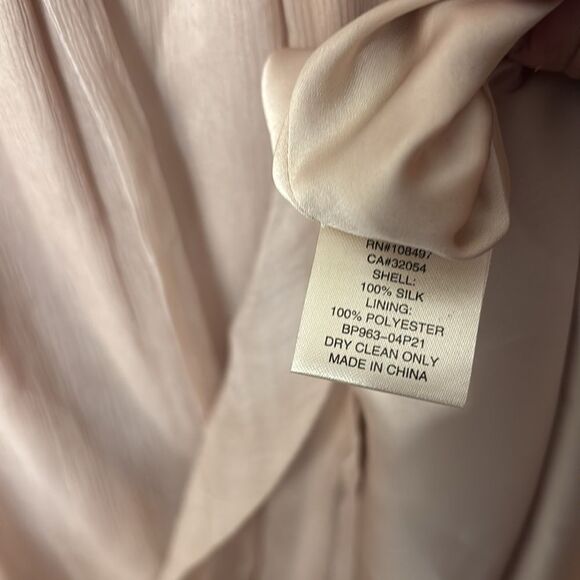 RN#108497
CA#32054
SHELL:
100% SILK
LINING:
100% POLYESTER
BP963-04P21
DRY CLEAN ONLY
MADE IN CHINA